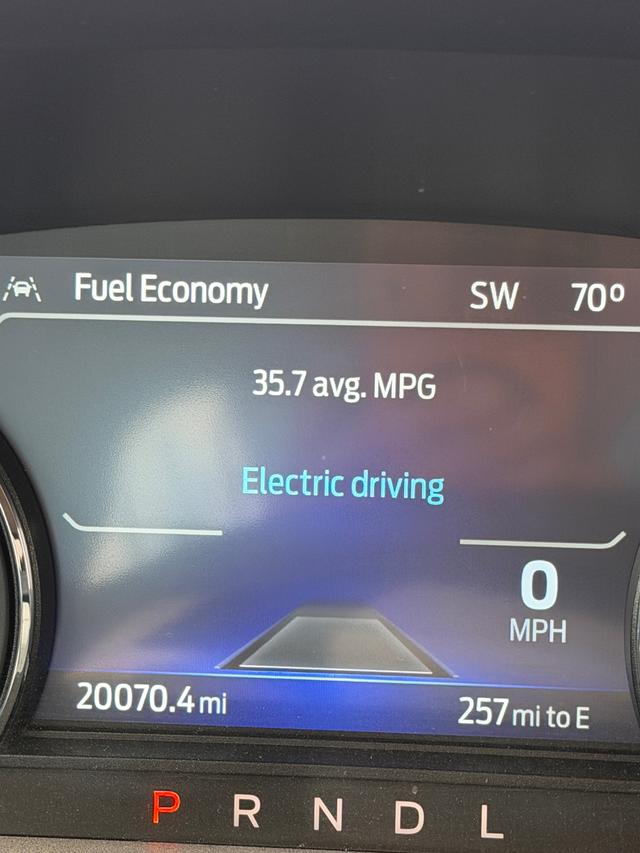 Fuel Economy SW 70°
35.7 avg. MPG
Electric driving
0
MPH
20070.4 mi 257 mi to E
P R N D L